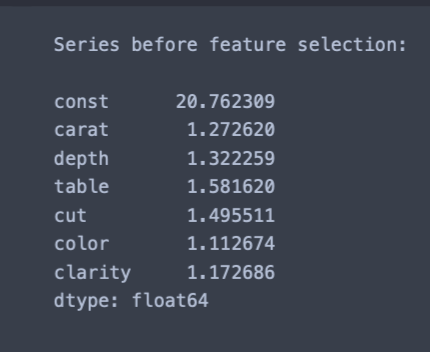 Series before feature selection:
const 20.762309
carat 1.272620
depth 1.322259
table 1.581620
cut 1.495511
color 1.112674
clarity 1.172686
dtype: float64